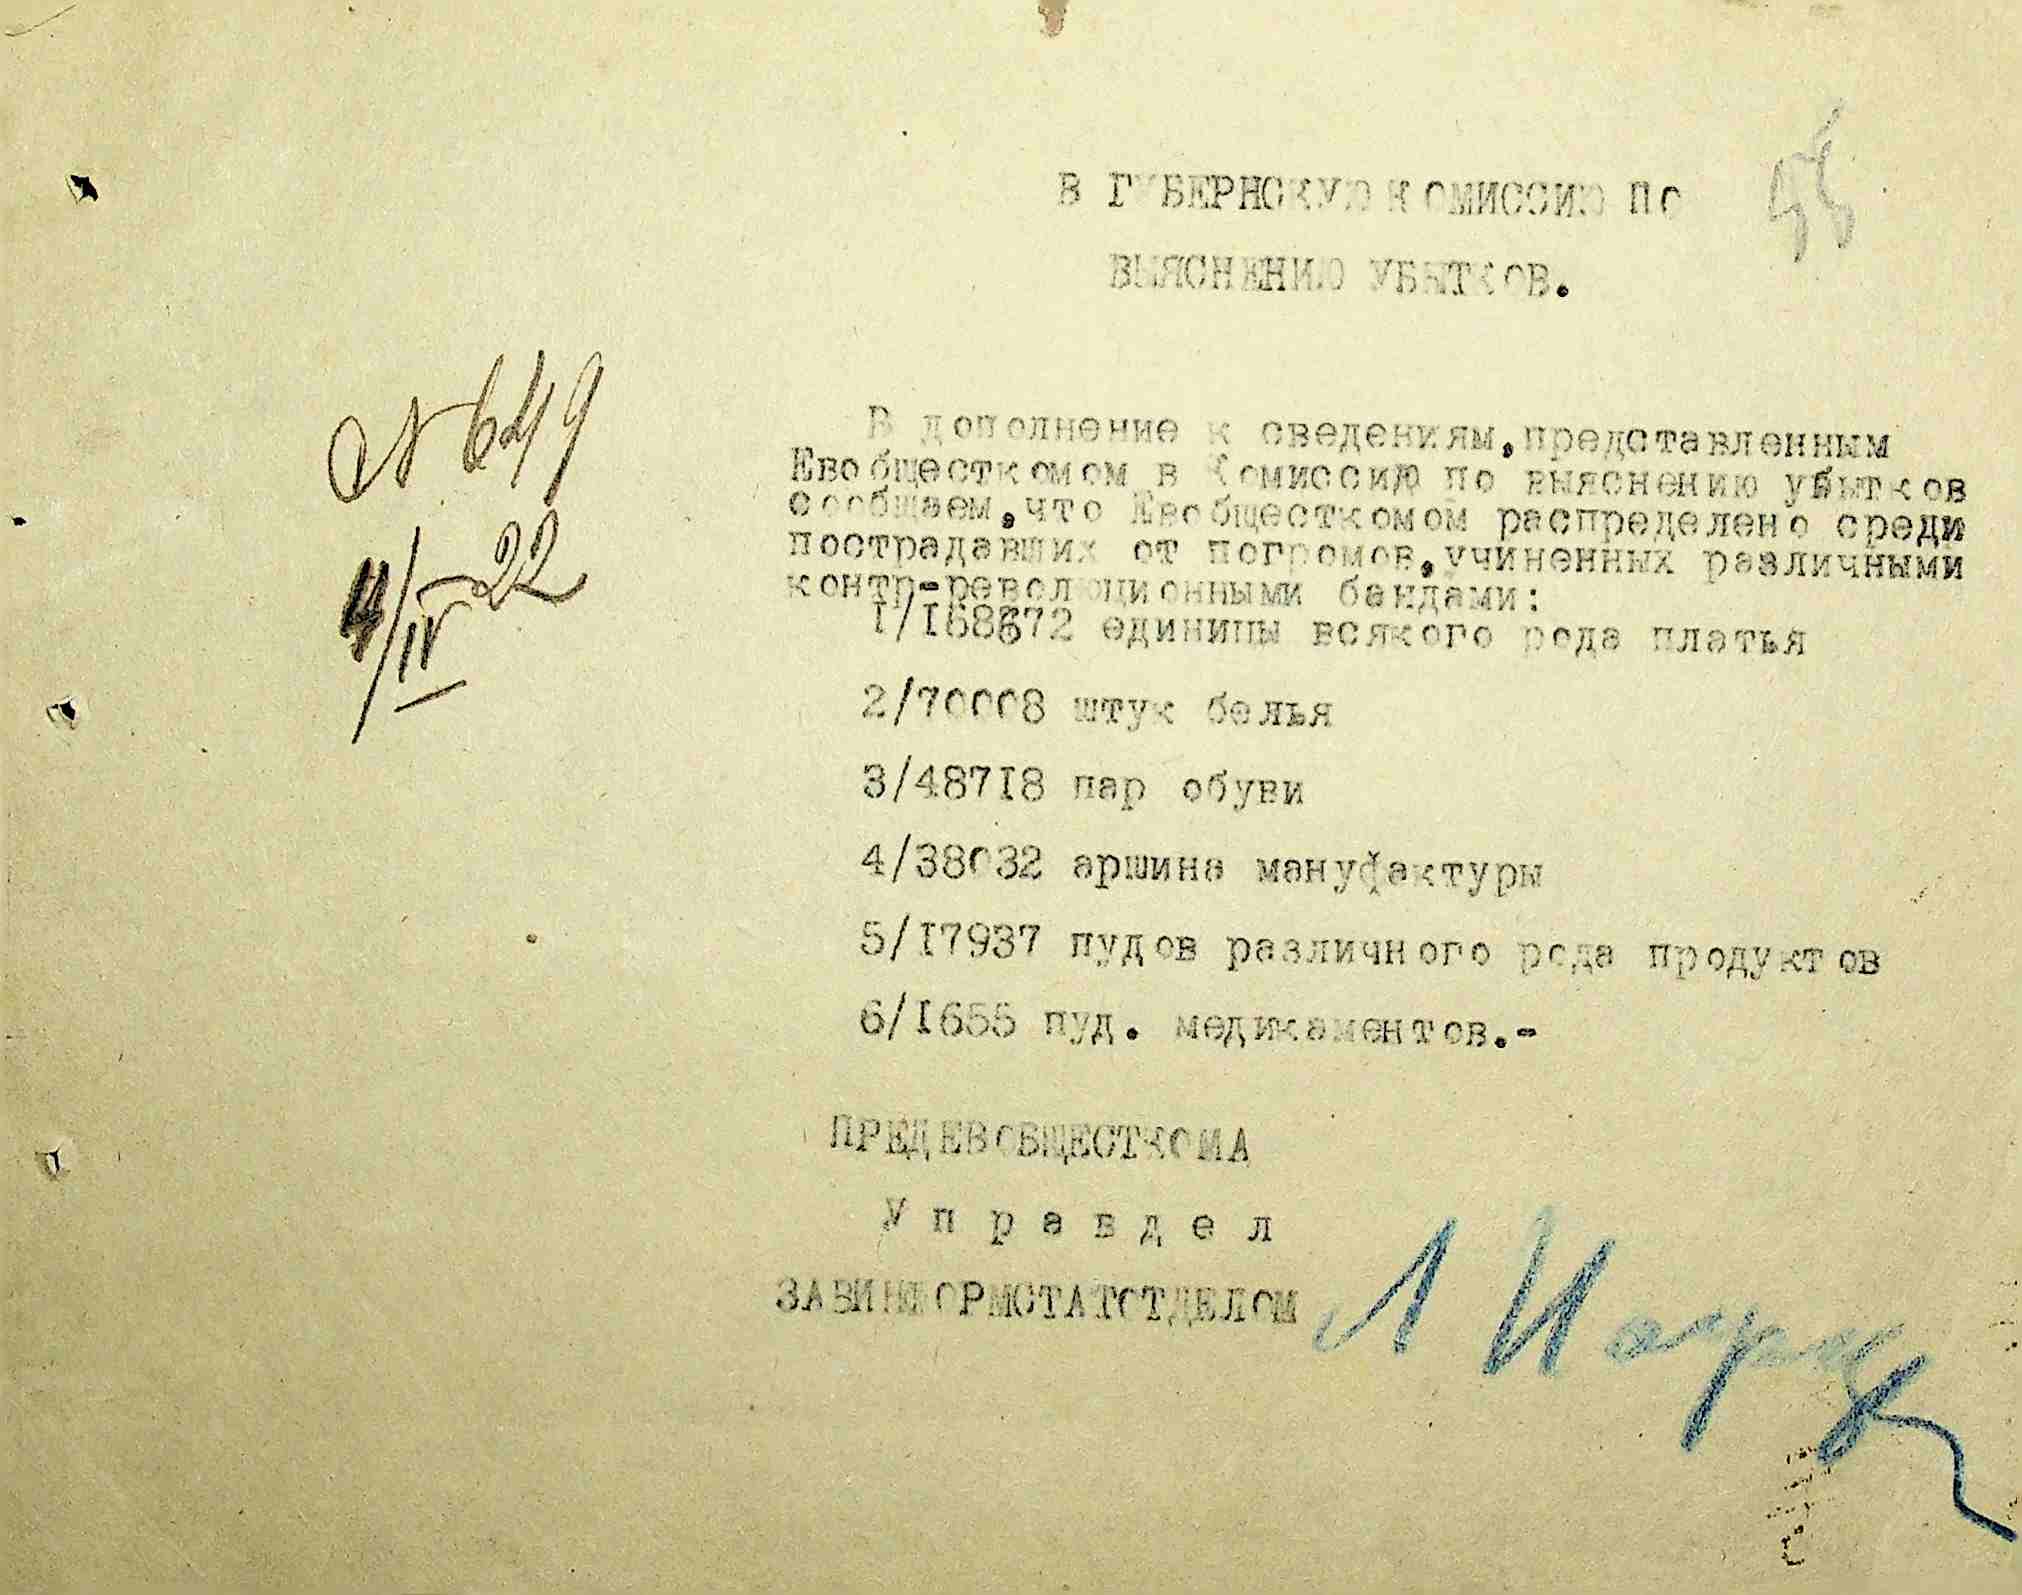 В ГУБЕРНСКУЮ КОМИССИЮ ПО
ВЫЯСНЕНИЮ УБЫТКОВ.
№ 649
4/IV-22
В дополнение к сведениям, представленным
Евобщесткомом в Комиссию по выяснению убытков
сообщаем, что Евобщесткомом распределено среди
пострадавших от погромов, учиненных различными
контр-революционными бандами:
2/70008 штук белья
3/48718 пар обуви
4/38032 аршина мануфактуры
5/17937 пудов различного рода продуктов
6/1655 пуд. медикаментов.-
1/ единицы всякого рода платья
ПРЕДЕВОБЩЕСТКОМА
Управдел
ЗАВИНФОРМСТАТОТДЕЛОМ